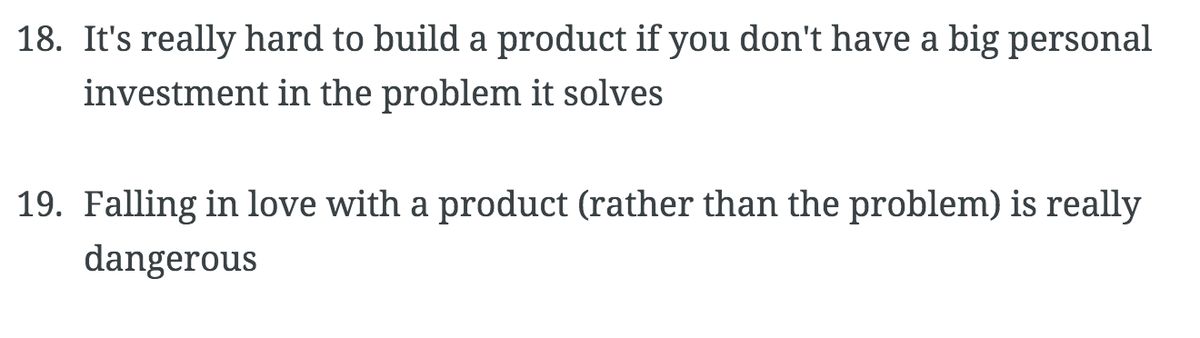 18. It's really hard to build a product if you don't have a big personal
investment in the problem it solves
19. Falling in love with a product (rather than the problem) is really
dangerous